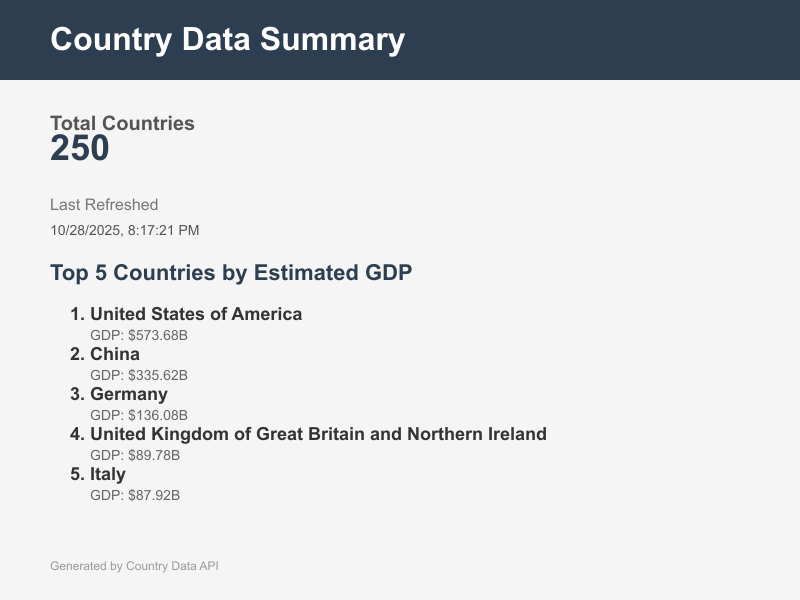 Country Data Summary
Total Countries
250
Last Refreshed
10/28/2025, 8:17:21 PM
Top 5 Countries by Estimated GDP
1. United States of America
GDP: $573.68B
2. China
GDP: $335.62B
3. Germany
GDP: $136.08B
4. United Kingdom of Great Britain and Northern Ireland
GDP: $89.78B
5. Italy
GDP: $87.92B
Generated by Country Data API